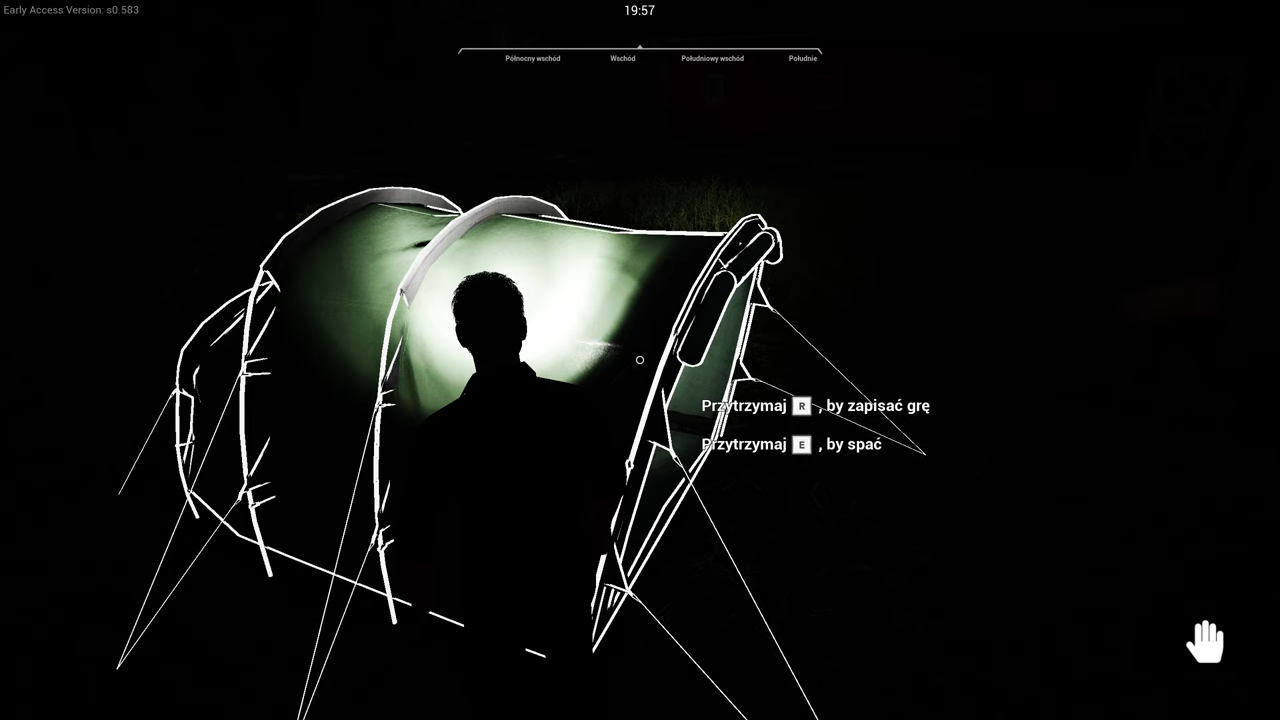 Early Access Version: s0.583
19:57
Północny wschód Wschód Południowy wschód Południe
Przytrzymaj R , by zapisać grę
Przytrzymaj E , by spać